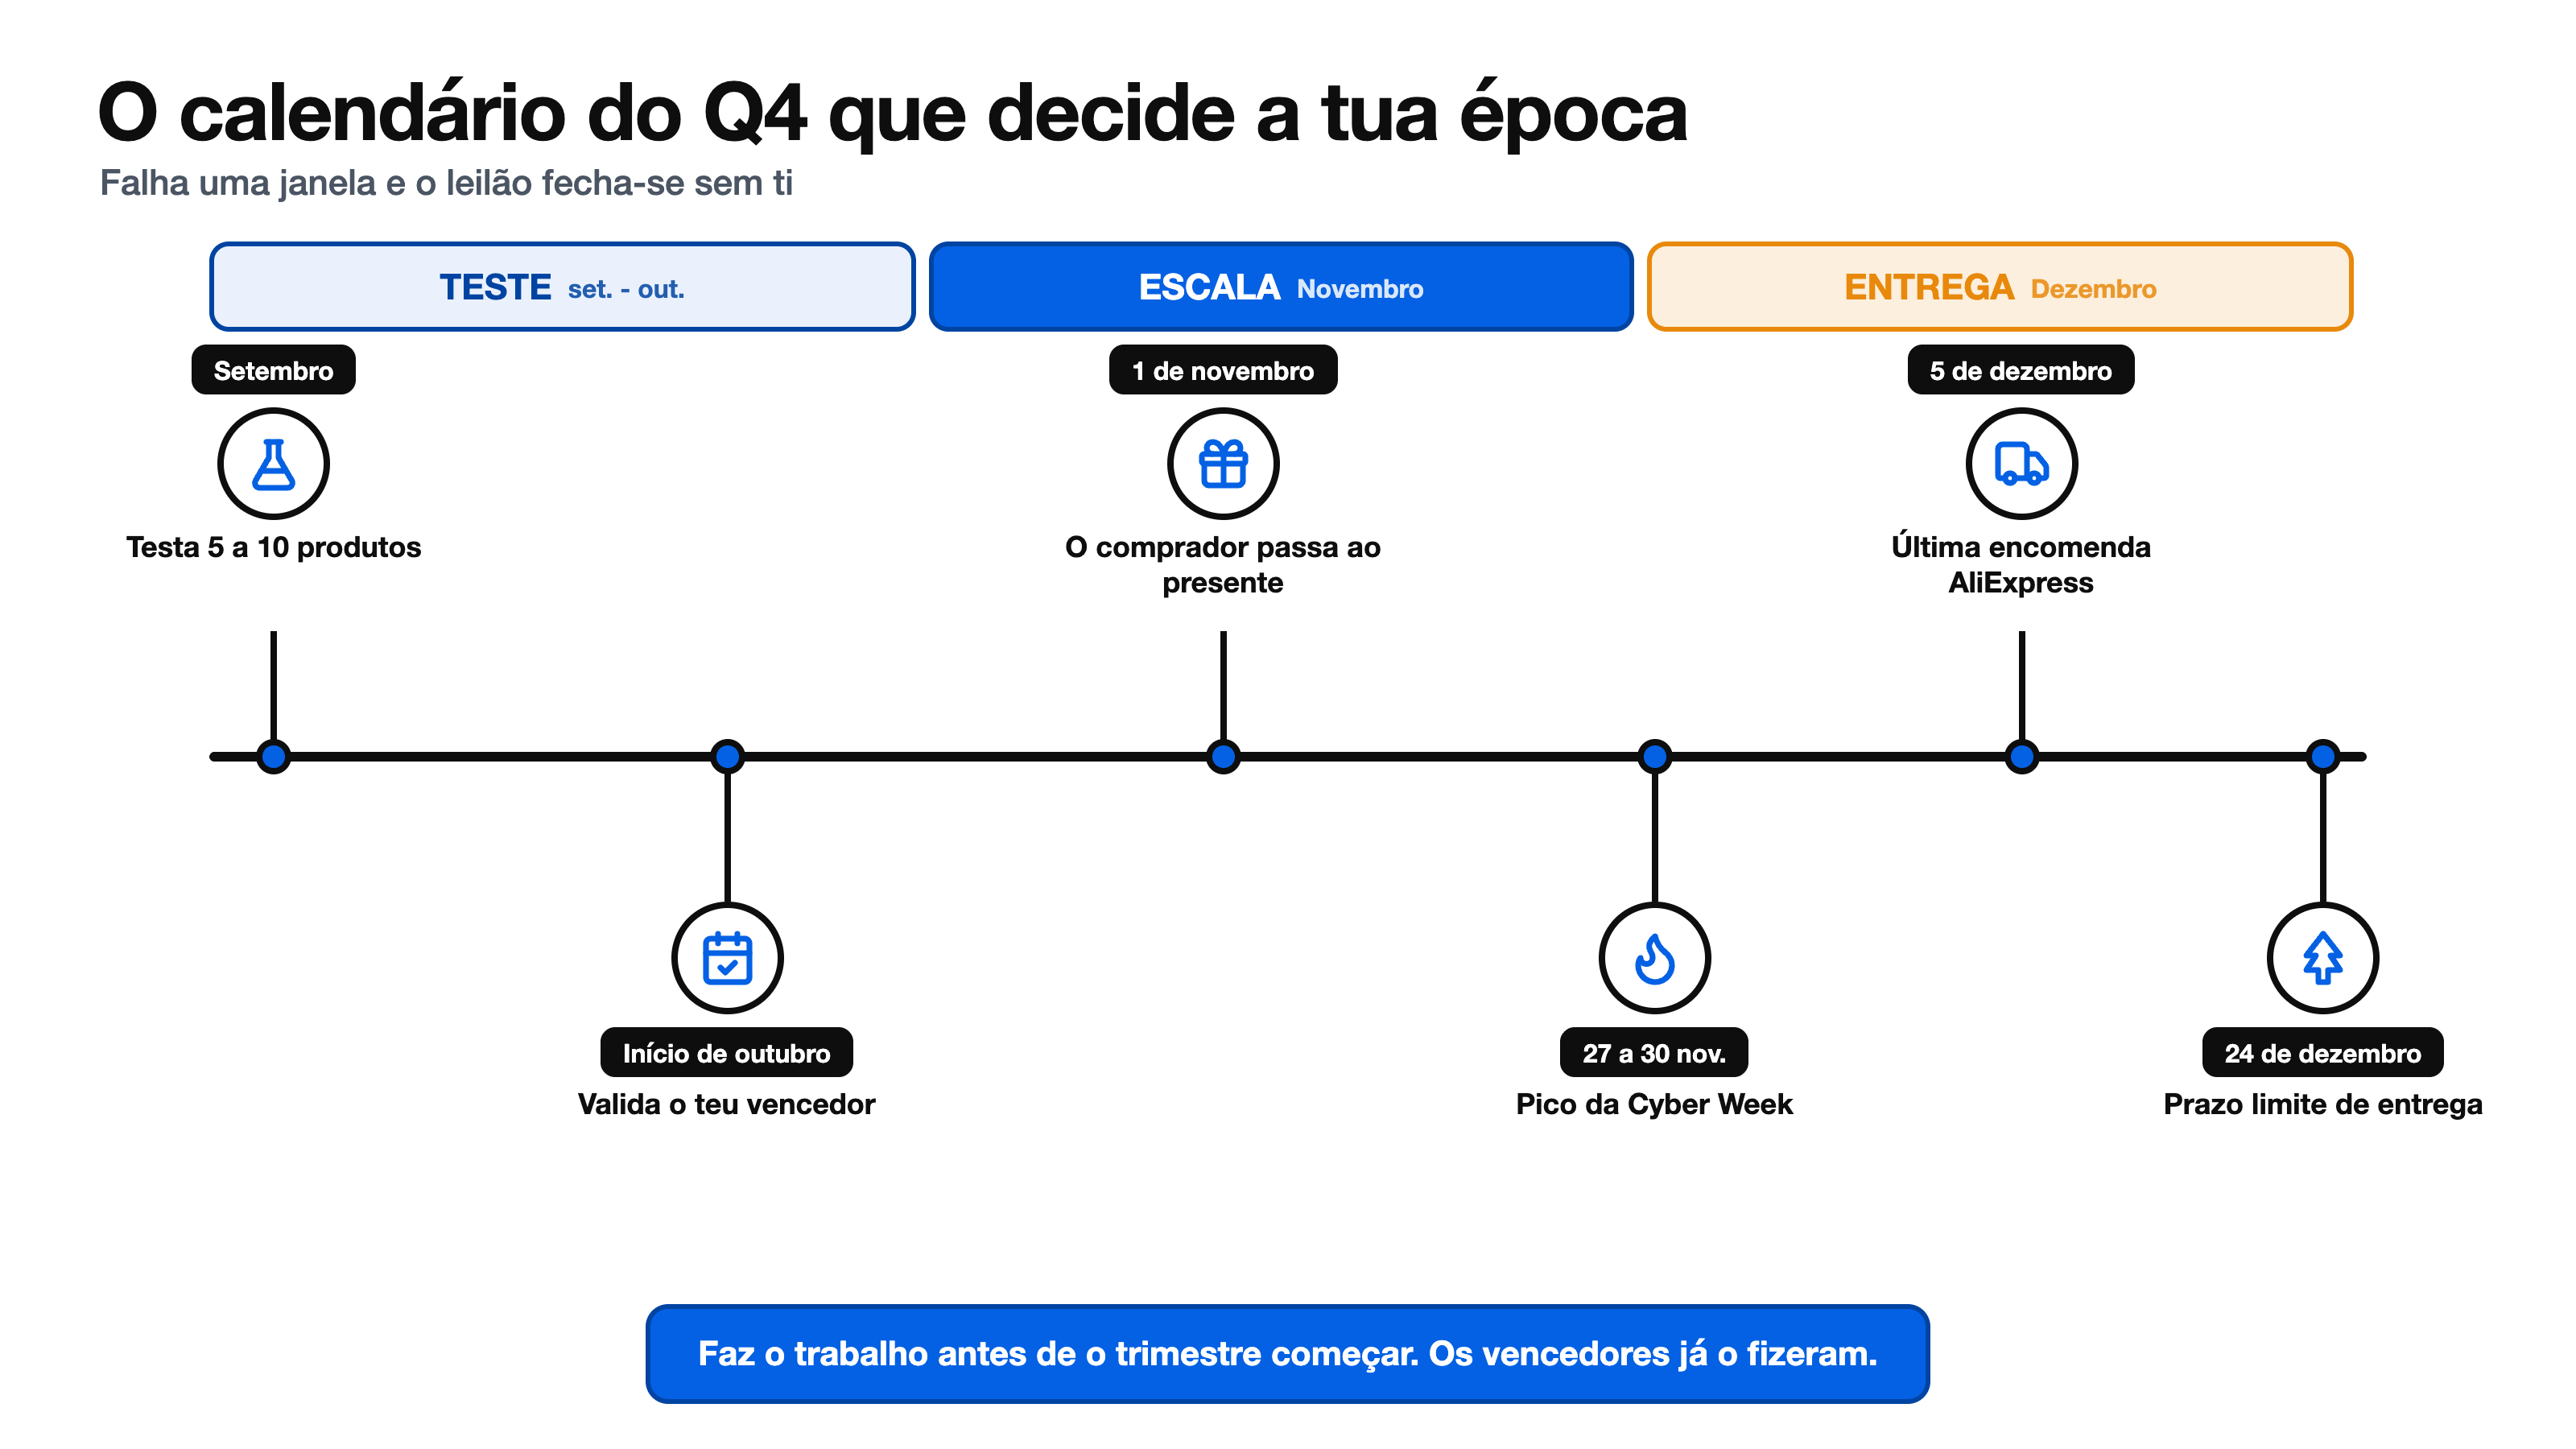 O calendário do Q4 que decide a tua época
Falha uma janela e o leilão fecha-se sem ti
TESTE set. - out.
ESCALA Novembro
ENTREGA Dezembro
Setembro
Testa 5 a 10 produtos
1 de novembro
O comprador passa ao
presente
5 de dezembro
Última encomenda
AliExpress
Início de outubro
Valida o teu vencedor
27 a 30 nov.
Pico da Cyber Week
24 de dezembro
Prazo limite de entrega
Faz o trabalho antes de o trimestre começar. Os vencedores já o fizeram.